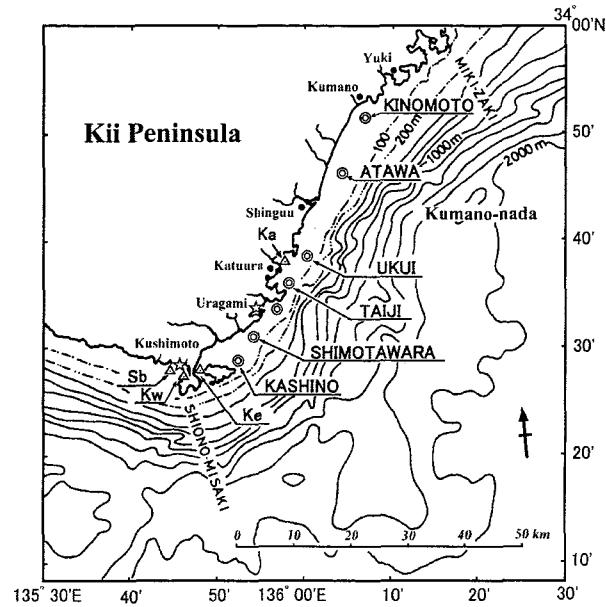 34°
00'N
Yuki
MIKI-ZAKI
Kumano
KINOMOTO
Kii Peninsula
100
200m
1000m
2000m
50'
ATAWA
Shinguu
Kumano-nada
Ka
40'
Katuura
UKUI
Uragami
TAIJI
Kushimoto
30'
SHIMOTAWARA
Sb
KASHINO
Kw
Ke
SHIONO-MISAKI
20'
0 10 20 30 40 50 km
10'
135° 30'E 40' 50' 136° 00'E 10' 20' 30'